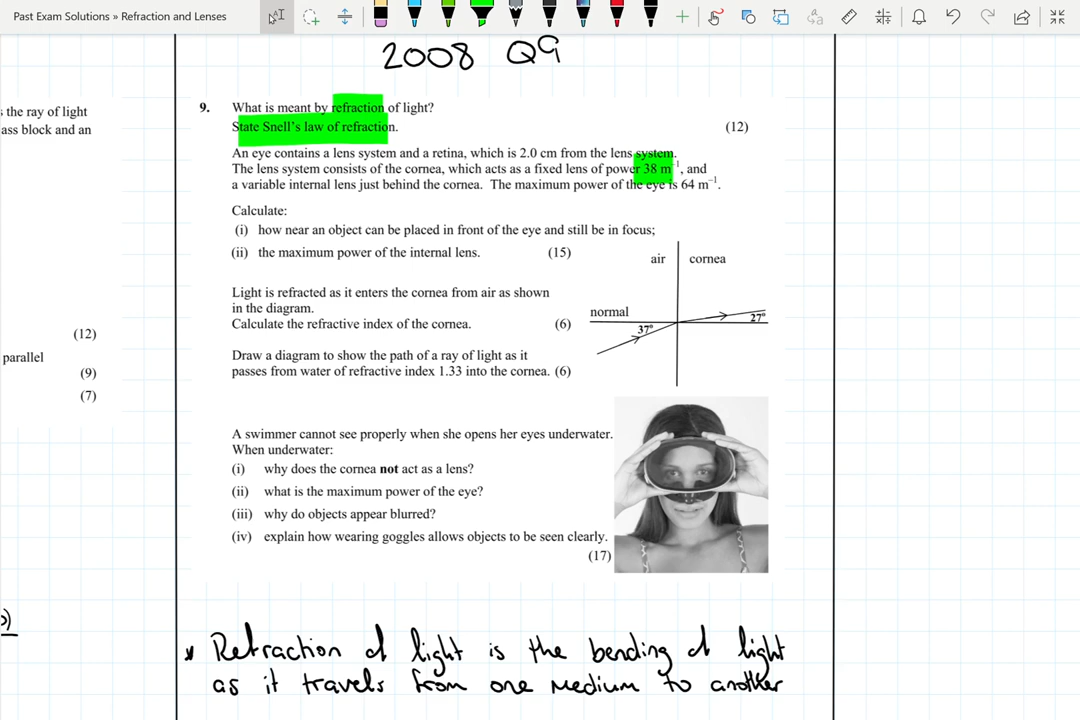 Past Exam Solutions » Refraction and Lenses
2008 Q9
s the ray of light
ass block and an
(12)
parallel
(9)
(7)
9. What is meant by refraction of light?
State Snell's law of refraction. (12)
An eye contains a lens system and a retina, which is 2.0 cm from the lens system.
The lens system consists of the cornea, which acts as a fixed lens of power 38 m⁻¹, and
a variable internal lens just behind the cornea. The maximum power of the eye is 64 m⁻¹.
Calculate:
(i) how near an object can be placed in front of the eye and still be in focus;
(ii) the maximum power of the internal lens. (15)
air cornea
Light is refracted as it enters the cornea from air as shown
in the diagram.
Calculate the refractive index of the cornea. (6)
normal
37°
27°
Draw a diagram to show the path of a ray of light as it
passes from water of refractive index 1.33 into the cornea. (6)
A swimmer cannot see properly when she opens her eyes underwater.
When underwater:
(i) why does the cornea not act as a lens?
(ii) what is the maximum power of the eye?
(iii) why do objects appear blurred?
(iv) explain how wearing goggles allows objects to be seen clearly.
(17)
Refraction of light is the bending of light
as it travels from one medium to another